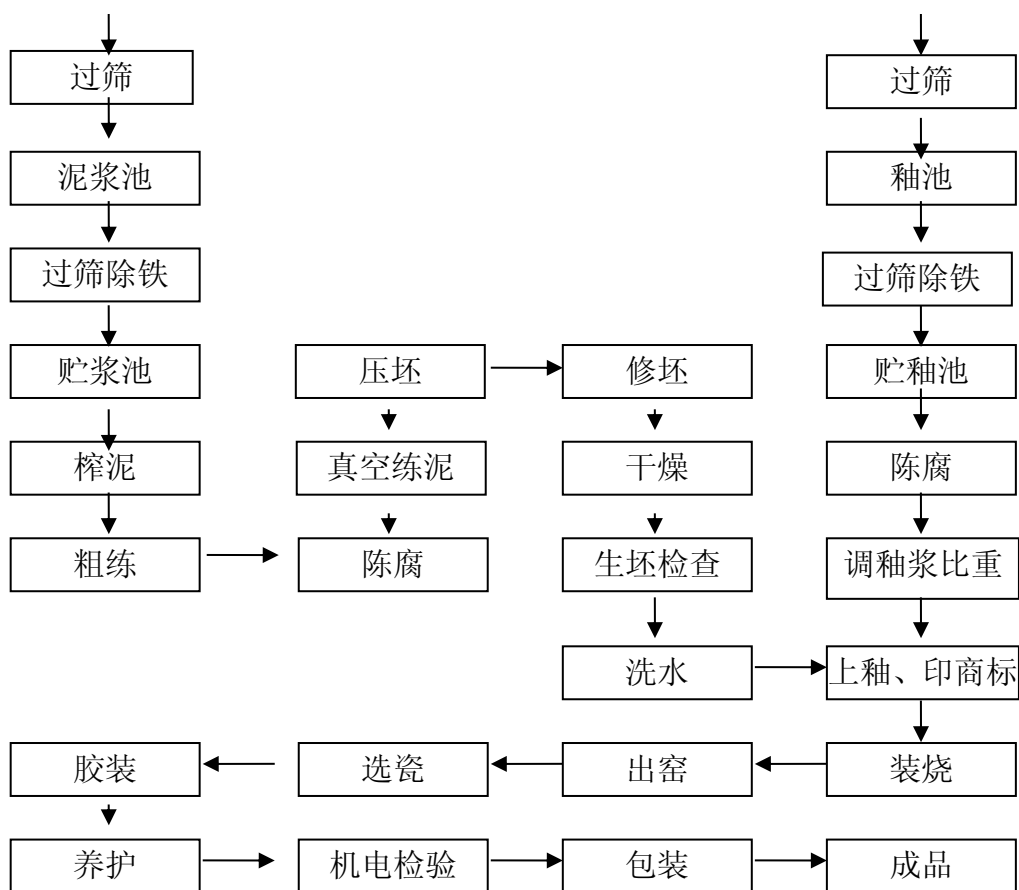 过筛
过筛
泥浆池
釉池
过筛除铁
过筛除铁
贮浆池
压坯
修坯
贮釉池
榨泥
真空练泥
干燥
陈腐
粗练
陈腐
生坯检查
调釉浆比重
洗水
上釉、印商标
胶装
选瓷
出窑
装烧
养护
机电检验
包装
成品